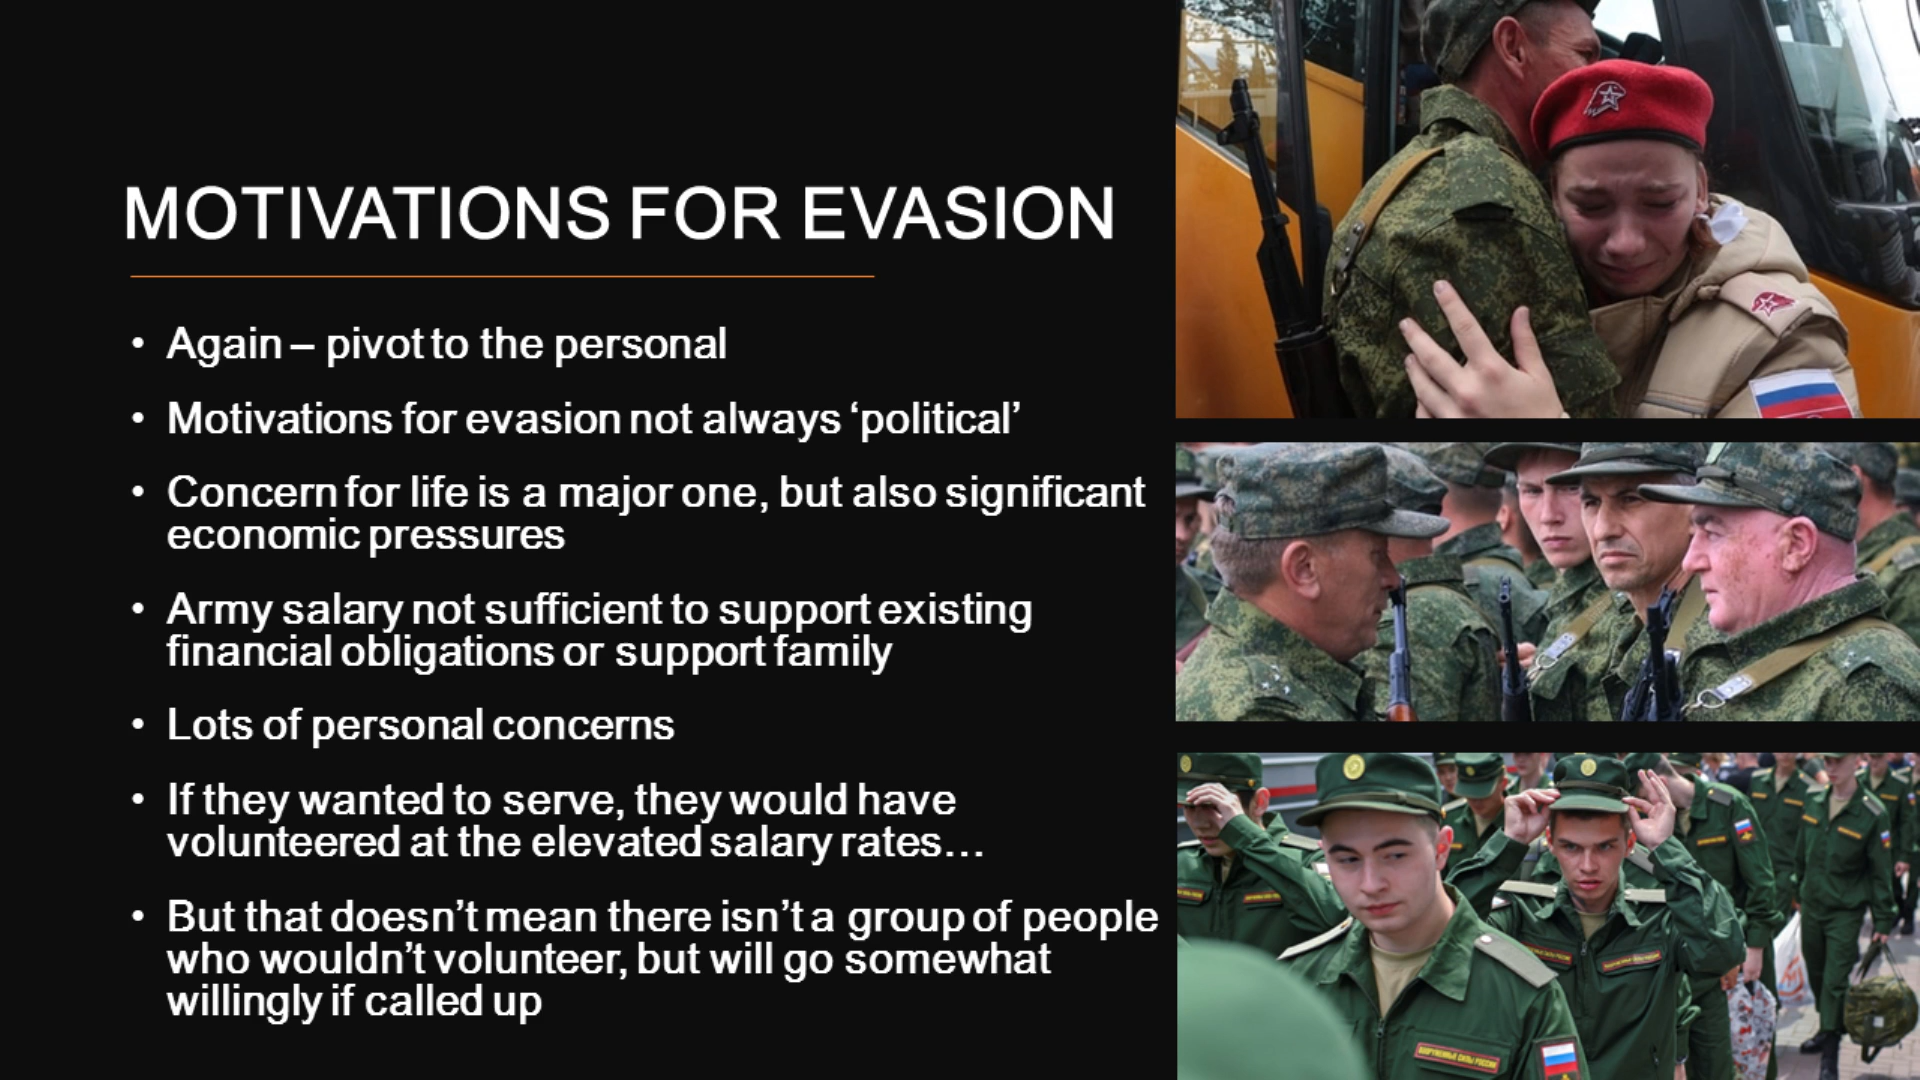 MOTIVATIONS FOR EVASION
• Again – pivot to the personal
• Motivations for evasion not always ‘political’
• Concern for life is a major one, but also significant
economic pressures
• Army salary not sufficient to support existing
financial obligations or support family
• Lots of personal concerns
• If they wanted to serve, they would have
volunteered at the elevated salary rates…
• But that doesn’t mean there isn’t a group of people
who wouldn’t volunteer, but will go somewhat
willingly if called up
ВООРУЖЕННЫЕ СИЛЫ РОССИИ